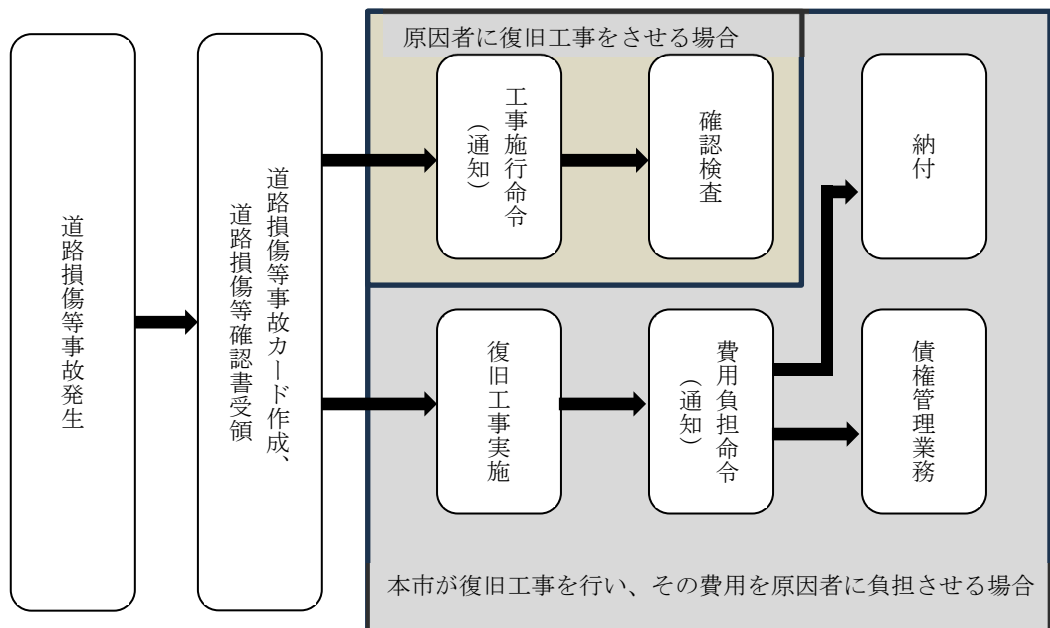 道路損傷等事故発生
道路損傷等事故カード作成、
道路損傷等確認書受領
原因者に復旧工事をさせる場合
工事施行命令
（通知）
確認検査
復旧工事実施
費用負担命令
（通知）
納付
債権管理業務
本市が復旧工事を行い、その費用を原因者に負担させる場合